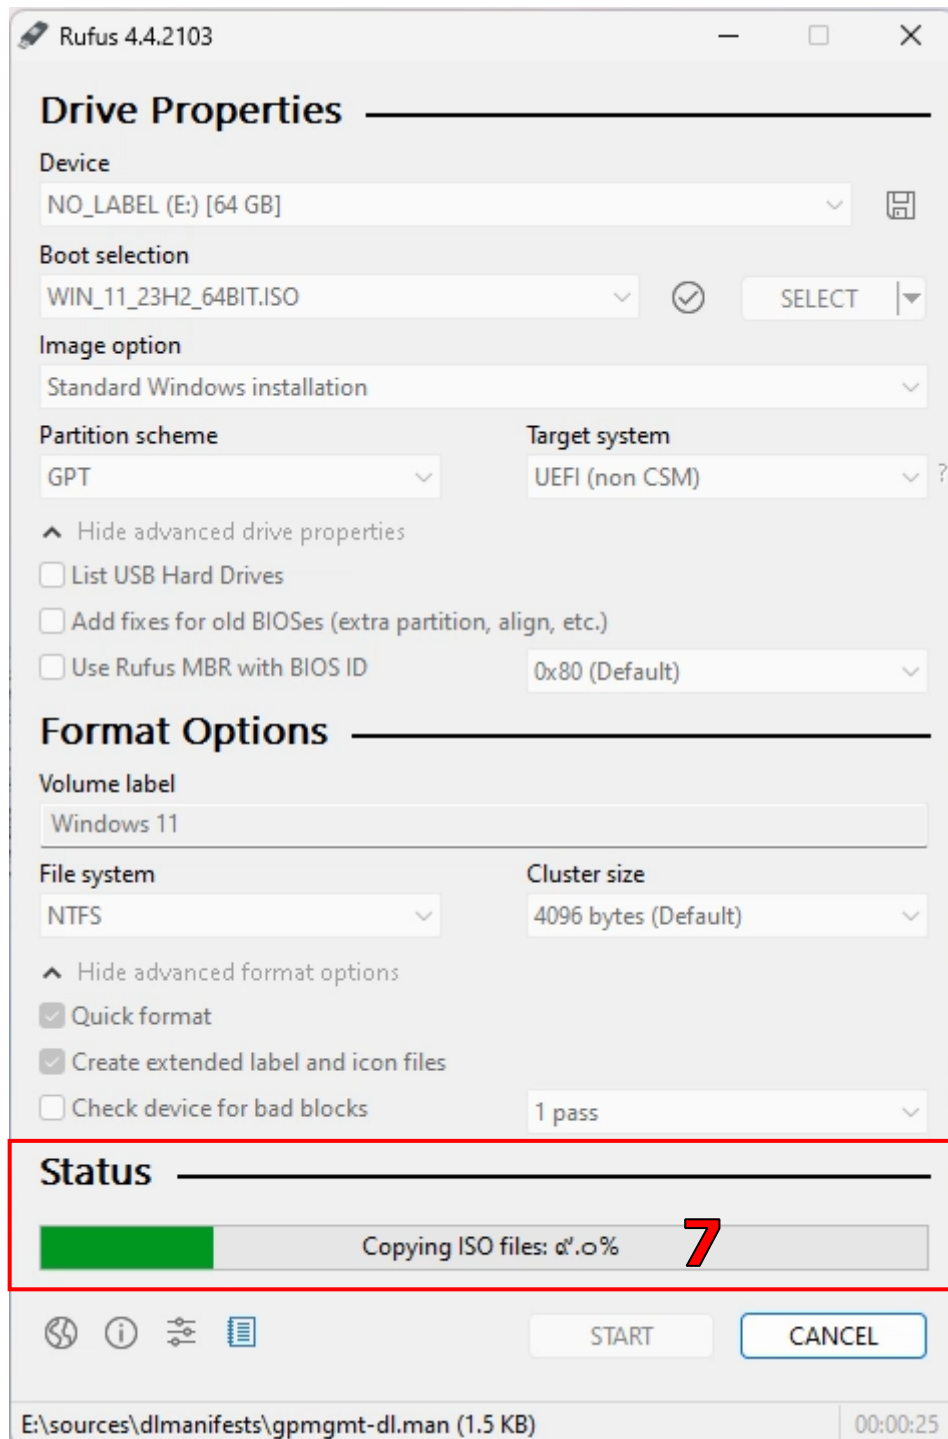 Rufus 4.4.2103
Drive Properties
Device
NO_LABEL (E:) [64 GB]
Boot selection
WIN_11_23H2_64BIT.ISO
SELECT
Image option
Standard Windows installation
Partition scheme Target system
GPT UEFI (non CSM) ?
Hide advanced drive properties
List USB Hard Drives
Add fixes for old BIOSes (extra partition, align, etc.)
Use Rufus MBR with BIOS ID 0x80 (Default)
Format Options
Volume label
Windows 11
File system Cluster size
NTFS 4096 bytes (Default)
Hide advanced format options
Quick format
Create extended label and icon files
Check device for bad blocks 1 pass
Status
Copying ISO files: ๕.๐% 7
START CANCEL
E:\sources\dlmanifests\gpmgmt-dl.man (1.5 KB) 00:00:25